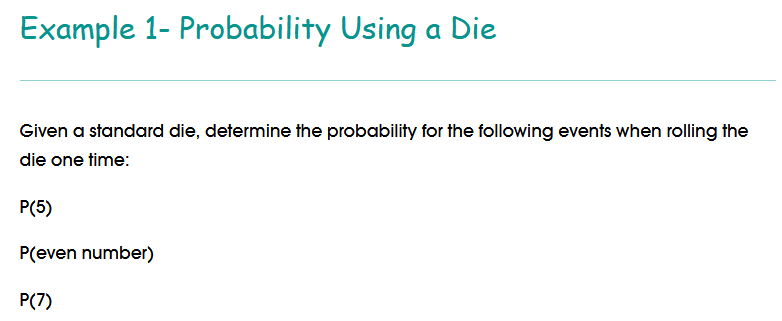 Example 1- Probability Using a Die
Given a standard die, determine the probability for the following events when rolling the
die one time:
P(5)
P(even number)
P(7)